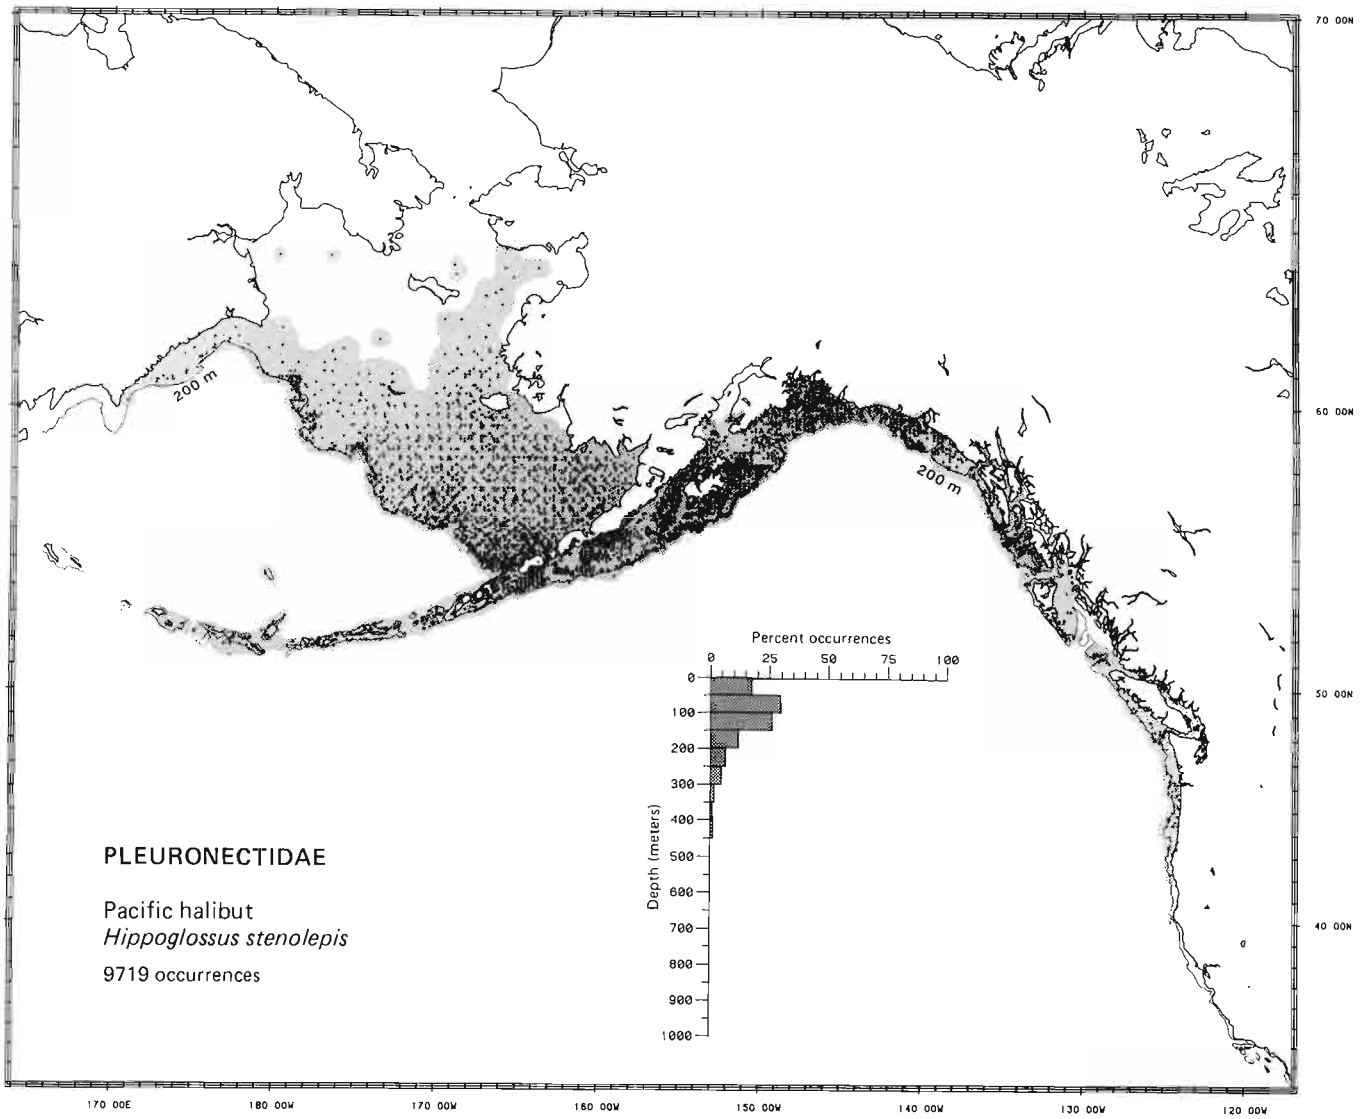 70 00N
200 m
60 00N
200 m
Percent occurrences
0 25 50 75 100
0
100
200
300
400
500
600
700
800
900
1000
Depth (meters)
50 00N
40 00N
PLEURONECTIDAE
Pacific halibut
Hippoglossus stenolepis
9719 occurrences
170 00E 180 00W 170 00W 160 00W 150 00W 140 00W 130 00W 120 00W